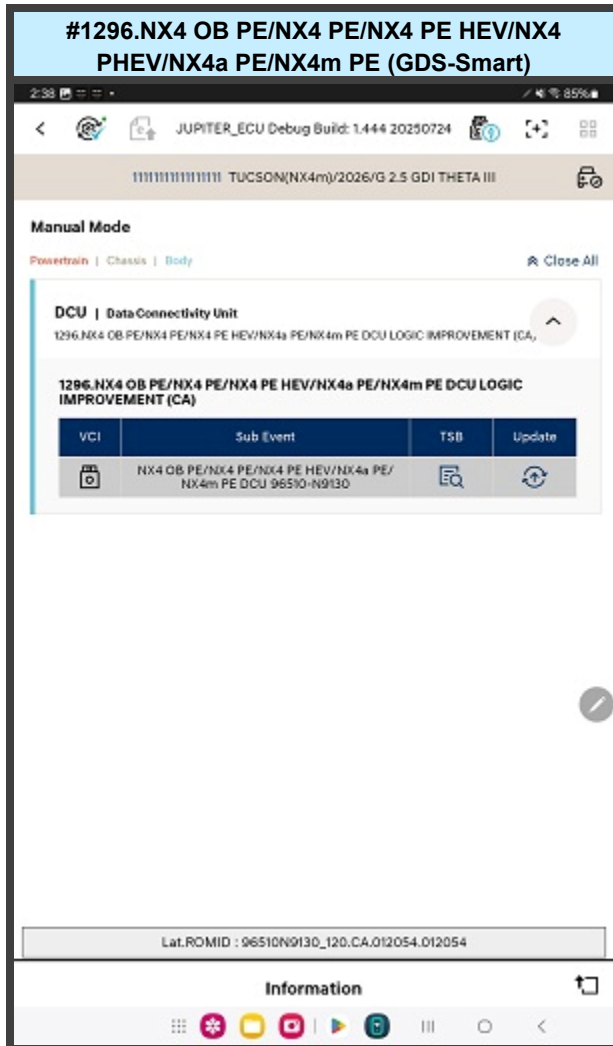 #1296.NX4 OB PE/NX4 PE/NX4 PE HEV/NX4
PHEV/NX4a PE/NX4m PE (GDS-Smart)
2:38
85%
JUPITER_ECU Debug Build: 1.444 20250724
11111111111111111 TUCSON(NX4m)/2026/G 2.5 GDI THETA III
Manual Mode
Powertrain | Chassis | Body
Close All
DCU | Data Connectivity Unit
1296.NX4 OB PE/NX4 PE/NX4 PE HEV/NX4a PE/NX4m PE DCU LOGIC IMPROVEMENT (CA)
1296.NX4 OB PE/NX4 PE/NX4 PE HEV/NX4a PE/NX4m PE DCU LOGIC
IMPROVEMENT (CA)
VCI Sub Event TSB Update
NX4 OB PE/NX4 PE/NX4 PE HEV/NX4a PE/
NX4m PE DCU 96510-N9130
Lat.ROMID : 96510N9130_120.CA.012054.012054
Information